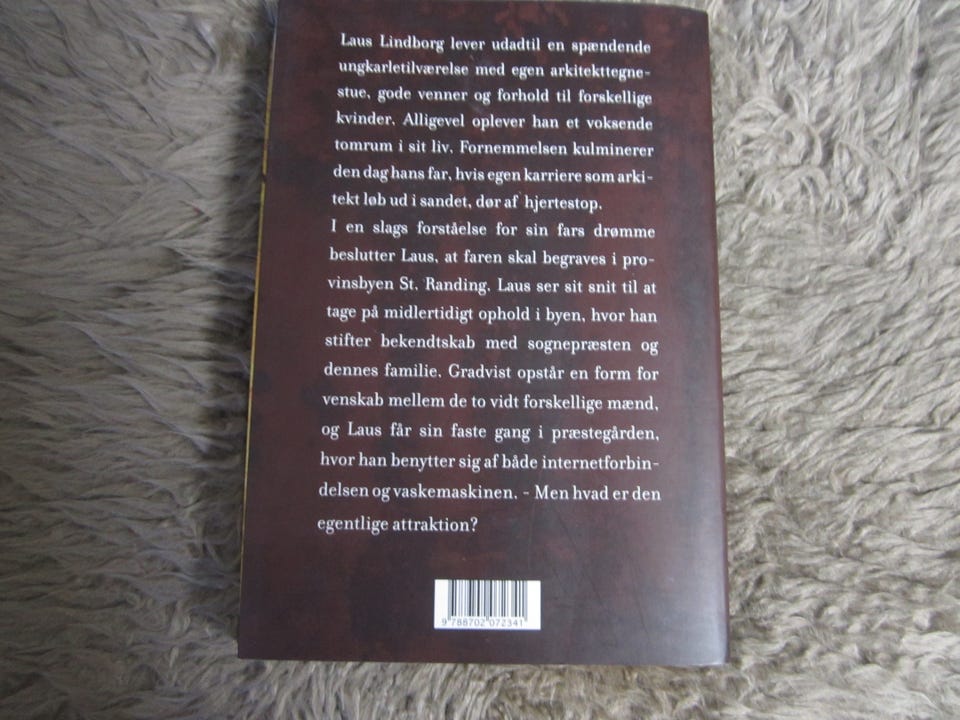 Laus Lindborg lever udadtil en spændende
ungkarletilværelse med egen arkitekttegne-
stue, gode venner og forhold til forskellige
kvinder. Alligevel oplever han et voksende
tomrum i sit liv. Fornemmelsen kulminerer
den dag hans far, hvis egen karriere som arki-
tekt løb ud i sandet, dør af hjertestop.
I en slags forståelse for sin fars drømme
beslutter Laus, at faren skal begraves i pro-
vinsbyen St. Randing. Laus ser sit snit til at
tage på midlertidigt ophold i byen, hvor han
stifter bekendtskab med sognepræsten og
dennes familie. Gradvist opstår en form for
venskab mellem de to vidt forskellige mænd,
og Laus får sin faste gang i præstegården,
hvor han benytter sig af både internetforbin-
delsen og vaskemaskinen. - Men hvad er den
egentlige attraktion?
9 788702 072341